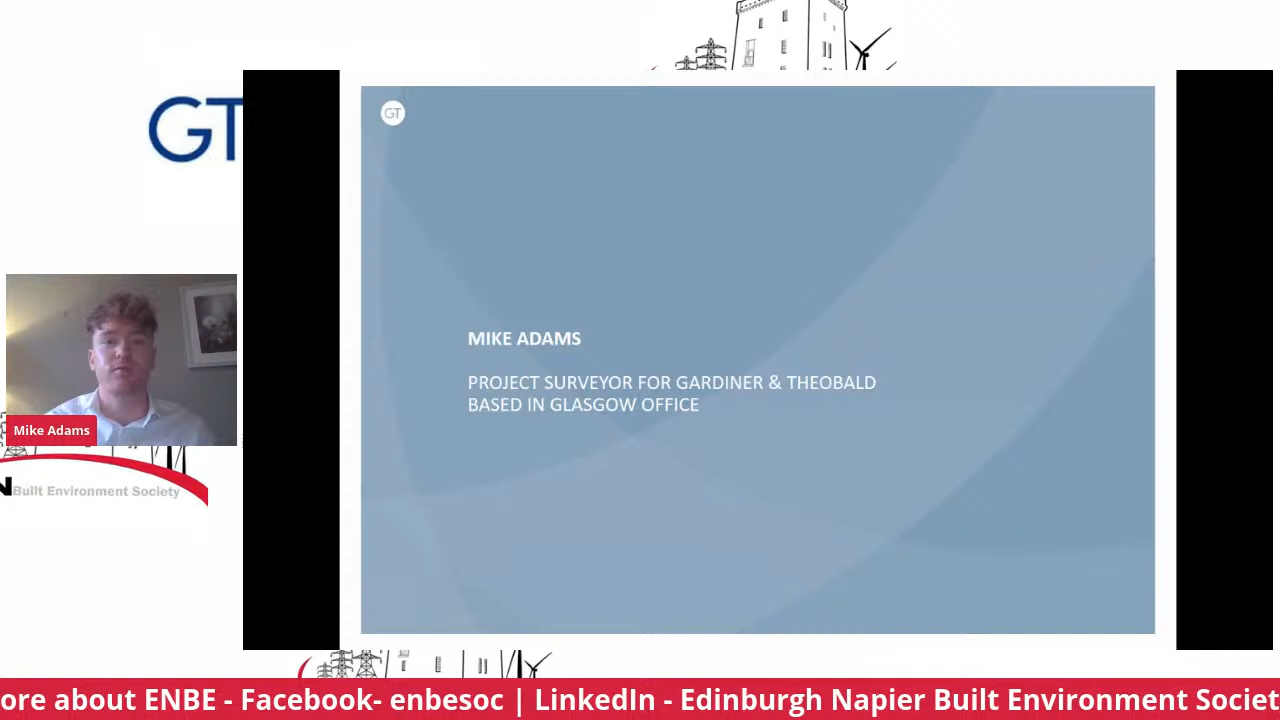 GT
GT
MIKE ADAMS
PROJECT SURVEYOR FOR GARDINER & THEOBALD
BASED IN GLASGOW OFFICE
Mike Adams
N Built Environment Society
ore about ENBE - Facebook- enbesoc | LinkedIn - Edinburgh Napier Built Environment Societ